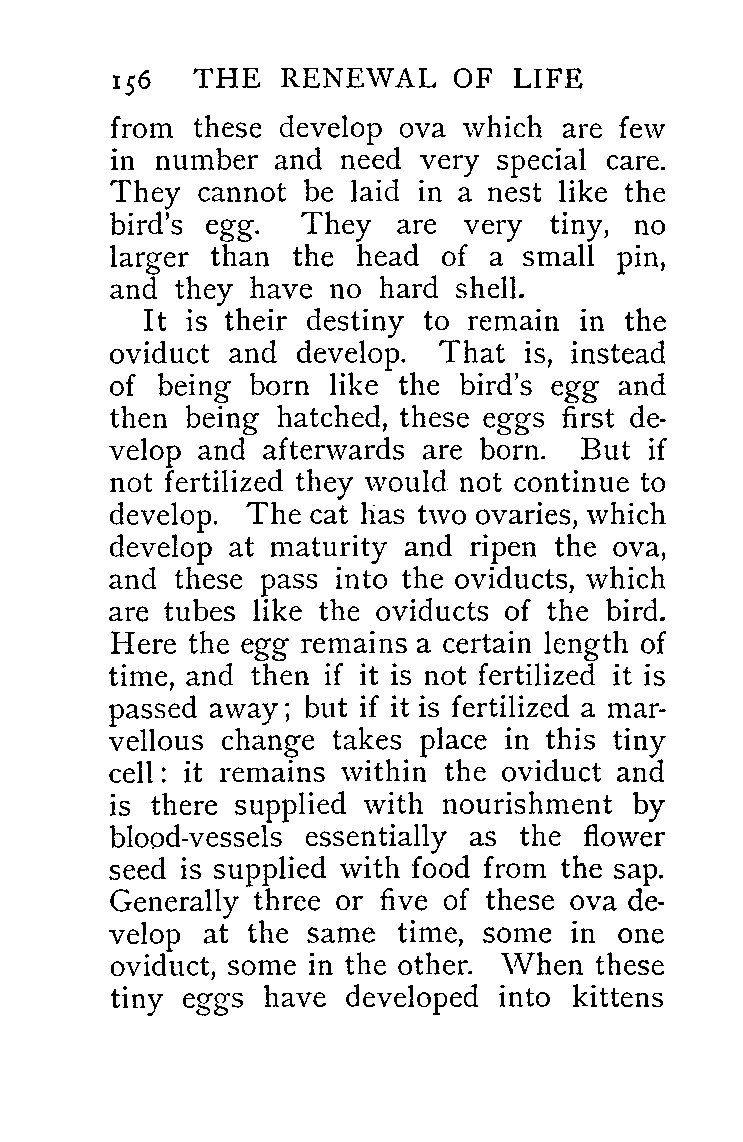 156 THE RENEWAL OF LIFE
from these develop ova which are few
in number and need very special care.
They cannot be laid in a nest like the
bird's egg. They are very tiny, no
larger than the head of a small pin,
and they have no hard shell.
It is their destiny to remain in the
oviduct and develop. That is, instead
of being born like the bird's egg and
then being hatched, these eggs first de-
velop and afterwards are born. But if
not fertilized they would not continue to
develop. The cat has two ovaries, which
develop at maturity and ripen the ova,
and these pass into the oviducts, which
are tubes like the oviducts of the bird.
Here the egg remains a certain length of
time, and then if it is not fertilized it is
passed away; but if it is fertilized a mar-
vellous change takes place in this tiny
cell: it remains within the oviduct and
is there supplied with nourishment by
blood-vessels essentially as the flower
seed is supplied with food from the sap.
Generally three or five of these ova de-
velop at the same time, some in one
oviduct, some in the other. When these
tiny eggs have developed into kittens